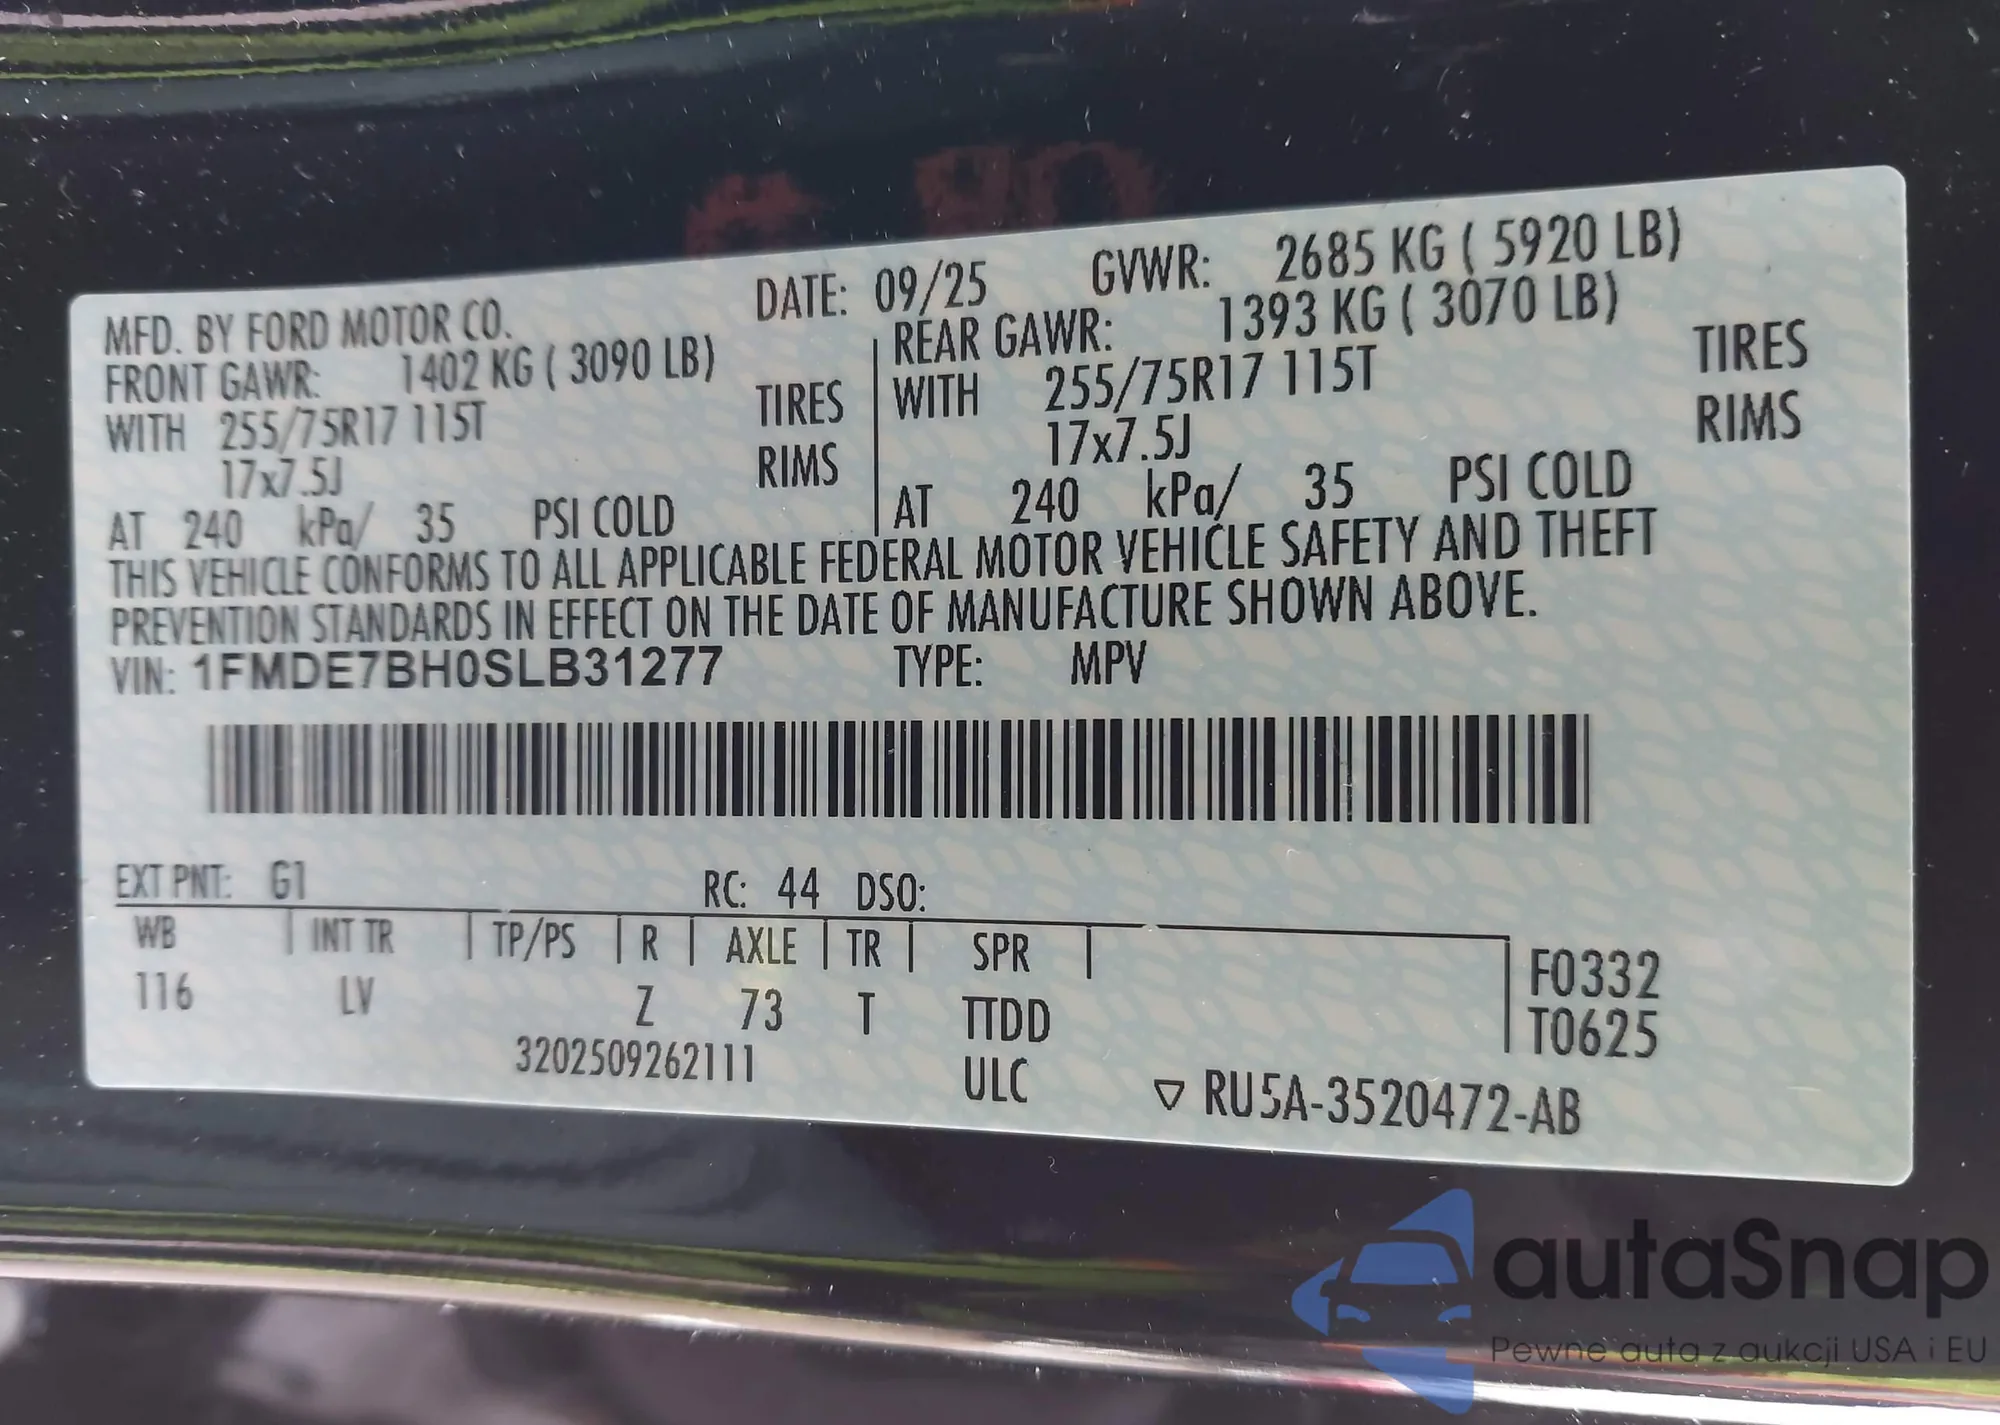 MFD. BY FORD MOTOR CO. DATE: 09/25 GVWR: 2685 KG ( 5920 LB)
FRONT GAWR: 1402 KG ( 3090 LB) REAR GAWR: 1393 KG ( 3070 LB)
WITH 255/75R17 115T TIRES WITH 255/75R17 115T TIRES
17x7.5J RIMS 17x7.5J RIMS
AT 240 kPa/ 35 PSI COLD AT 240 kPa/ 35 PSI COLD
THIS VEHICLE CONFORMS TO ALL APPLICABLE FEDERAL MOTOR VEHICLE SAFETY AND THEFT
PREVENTION STANDARDS IN EFFECT ON THE DATE OF MANUFACTURE SHOWN ABOVE.
VIN: 1FMDE7BH0SLB31277 TYPE: MPV
EXT PNT: G1 RC: 44 DSO:
WB INT TR TP/PS R AXLE TR SPR F0332
116 LV Z 73 T TTDD T0625
3202509262111 ULC ▽ RU5A-3520472-AB
autaSnap
Pewne auta z aukcji USA i EU